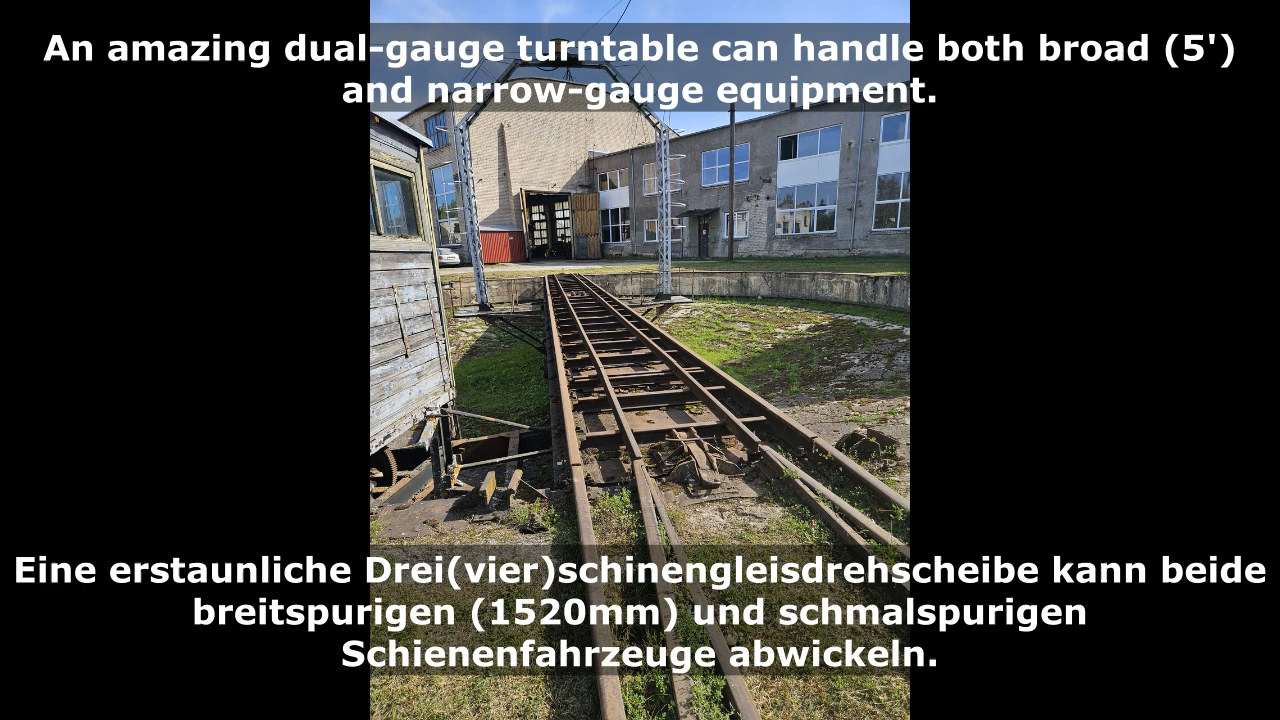 An amazing dual-gauge turntable can handle both broad (5')
and narrow-gauge equipment.
Eine erstaunliche Drei(vier)schinengleisdrehscheibe kann beide
breitspurigen (1520mm) und schmalspurigen
Schienenfahrzeuge abwickeln.